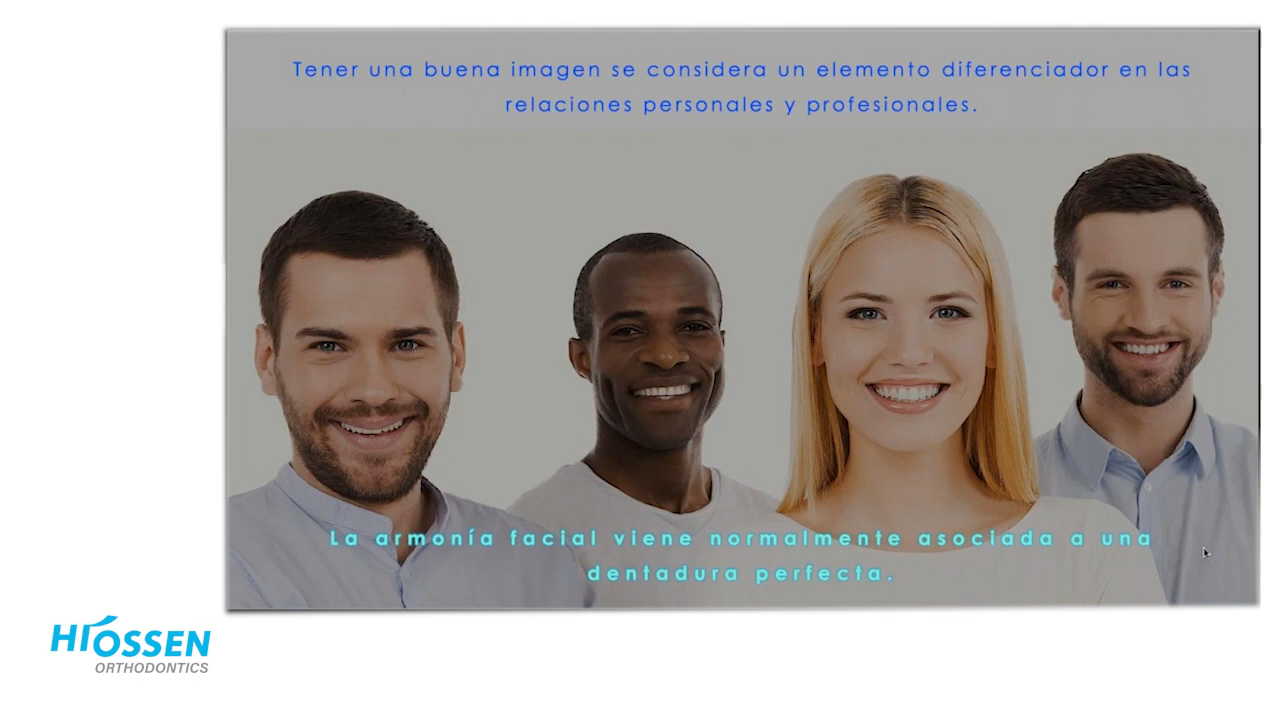 Tener una buena imagen se considera un elemento diferenciador en las
relaciones personales y profesionales.
La armonía facial viene normalmente asociada a una
dentadura perfecta.
HIOSSEN
ORTHODONTICS